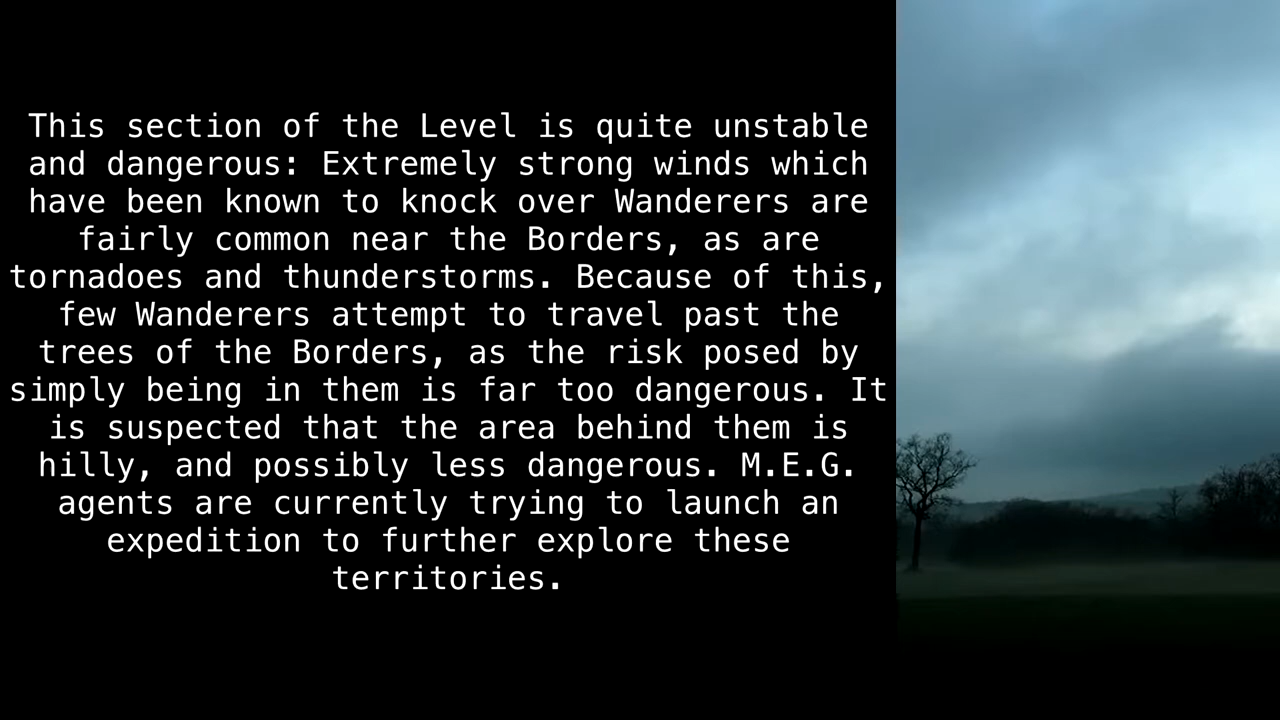 This section of the Level is quite unstable
and dangerous: Extremely strong winds which
have been known to knock over Wanderers are
fairly common near the Borders, as are
tornadoes and thunderstorms. Because of this,
few Wanderers attempt to travel past the
trees of the Borders, as the risk posed by
simply being in them is far too dangerous. It
is suspected that the area behind them is
hilly, and possibly less dangerous. M.E.G.
agents are currently trying to launch an
expedition to further explore these
territories.